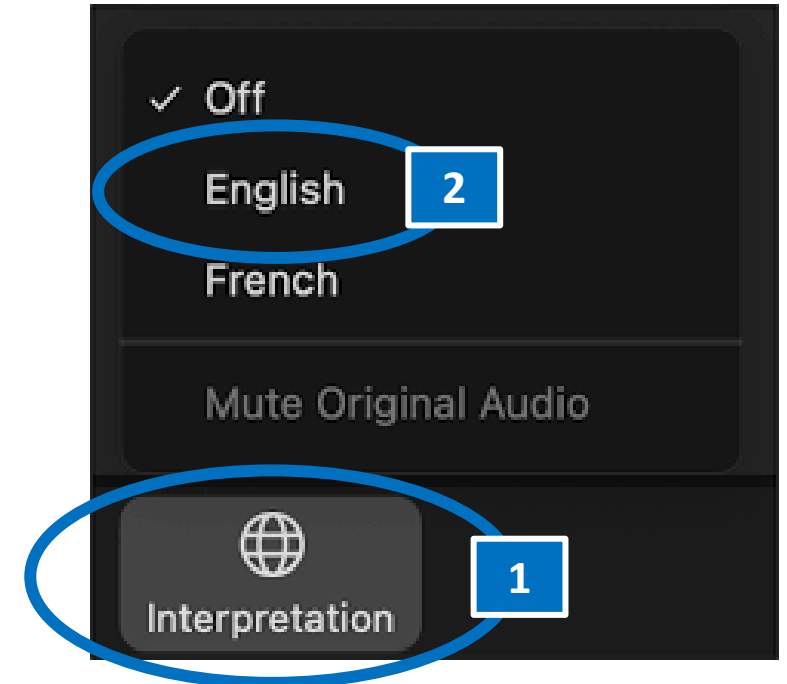 Off
English
2
French
Mute Original Audio
1
Interpretation